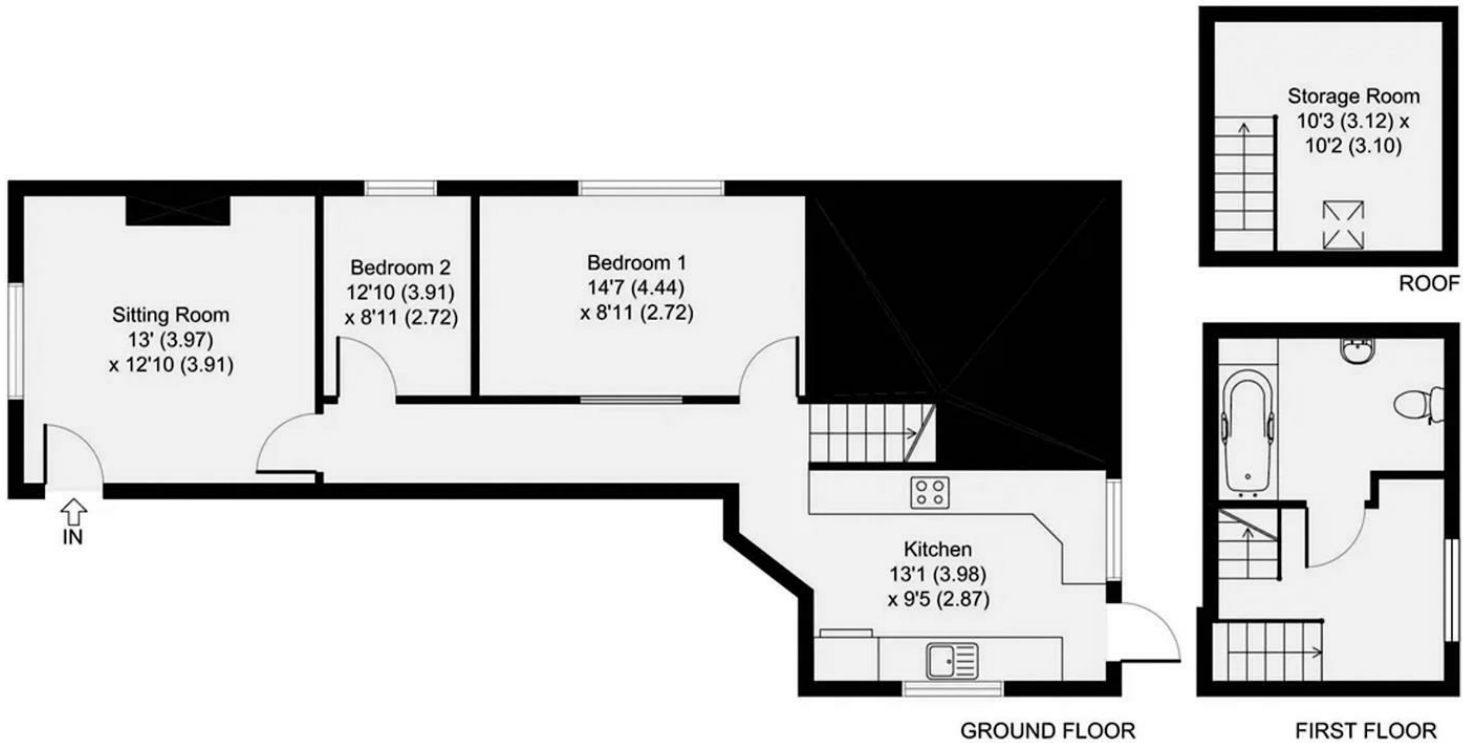 Storage Room
10'3 (3.12) x
10'2 (3.10)
ROOF
Sitting Room
13' (3.97)
x 12'10 (3.91)
Bedroom 2
12'10 (3.91)
x 8'11 (2.72)
Bedroom 1
14'7 (4.44)
x 8'11 (2.72)
IN
Kitchen
13'1 (3.98)
x 9'5 (2.87)
GROUND FLOOR
FIRST FLOOR